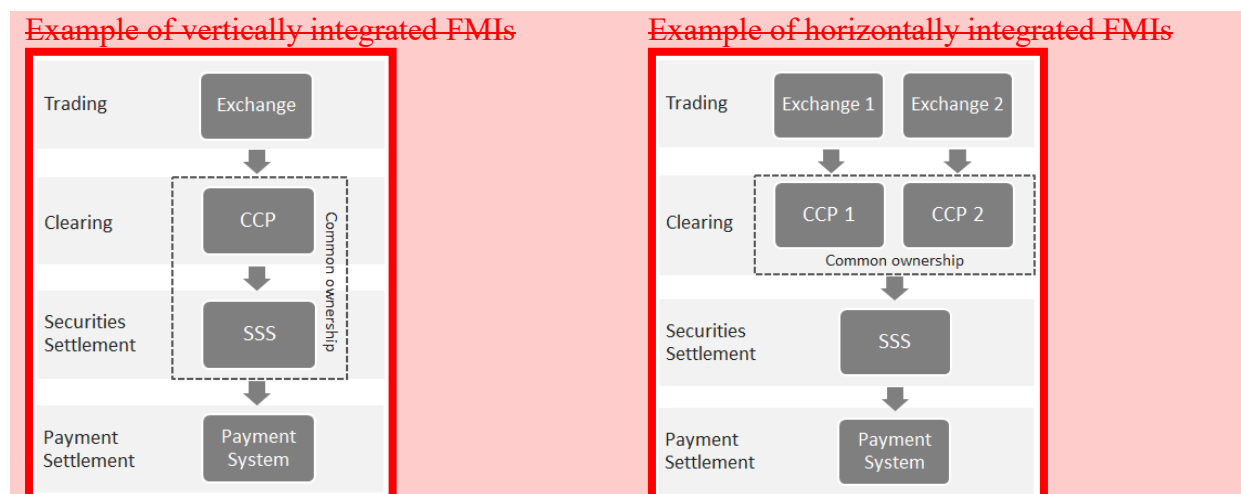 Example of vertically integrated FMIs
Trading
Exchange
Clearing
CCP
Common ownership
Securities
Settlement
SSS
Payment
Settlement
Payment
System
Example of horizontally integrated FMIs
Trading
Exchange 1
Exchange 2
Clearing
CCP 1
CCP 2
Common ownership
Securities
Settlement
SSS
Payment
Settlement
Payment
System